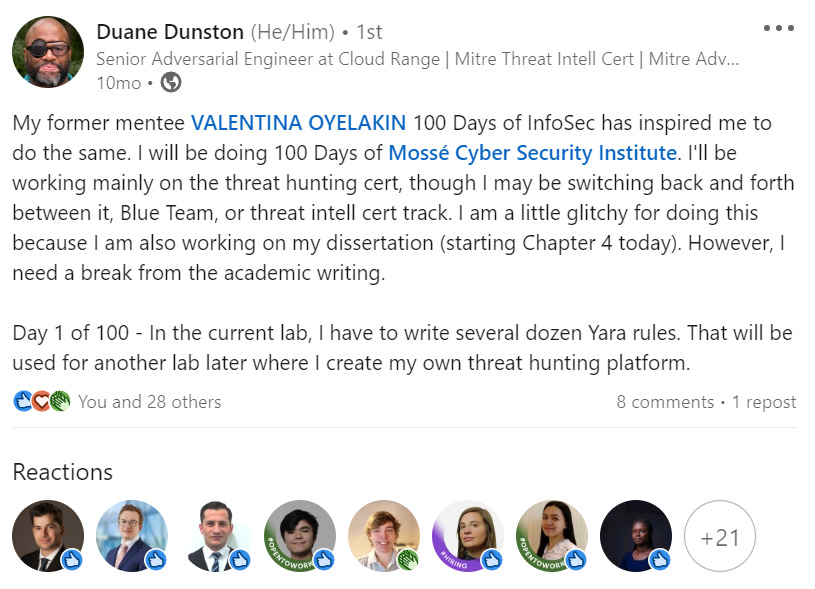 Duane Dunston (He/Him) • 1st
Senior Adversarial Engineer at Cloud Range | Mitre Threat Intell Cert | Mitre Adv...
10mo •
My former mentee VALENTINA OYELAKIN 100 Days of InfoSec has inspired me to
do the same. I will be doing 100 Days of Mossé Cyber Security Institute. I'll be
working mainly on the threat hunting cert, though I may be switching back and forth
between it, Blue Team, or threat intell cert track. I am a little glitchy for doing this
because I am also working on my dissertation (starting Chapter 4 today). However, I
need a break from the academic writing.
Day 1 of 100 - In the current lab, I have to write several dozen Yara rules. That will be
used for another lab later where I create my own threat hunting platform.
You and 28 others
8 comments • 1 repost
Reactions
#OPENTOWORK
#HIRING
#OPENTOWORK
+21